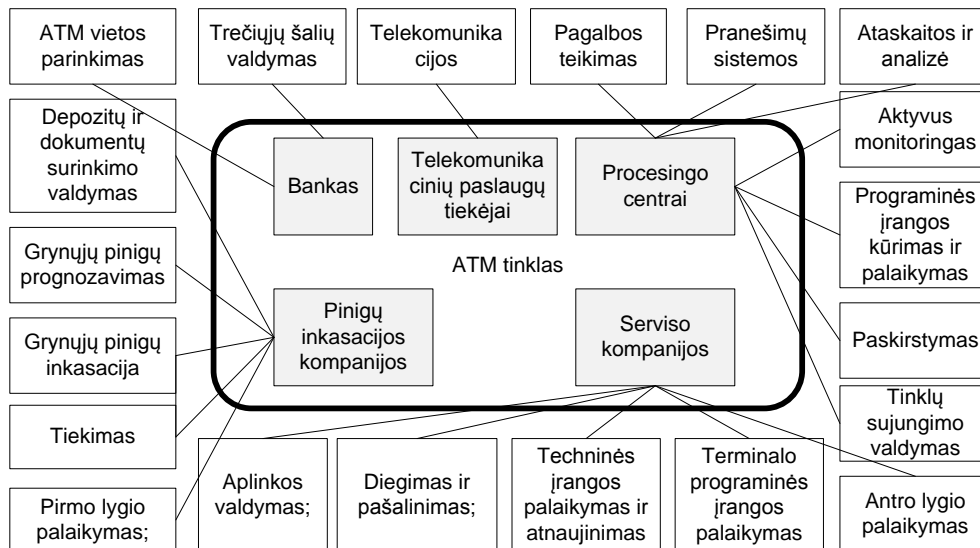 ATM vietos
parinkimas
Trečiųjų šalių
valdymas
Telekomunika
cijos
Pagalbos
teikimas
Pranešimų
sistemos
Ataskaitos ir
analizė
Depozitų ir
dokumentų
surinkimo
valdymas
Bankas
Telekomunika
cinių paslaugų
tiekėjai
Procesingo
centrai
Aktyvus
monitoringas
Programinės
įrangos
kūrimas ir
palaikymas
Grynųjų pinigų
prognozavimas
ATM tinklas
Grynųjų pinigų
inkasacija
Pinigų
inkasacijos
kompanijos
Serviso
kompanijos
Paskirstymas
Tiekimas
Tinklų
sujungimo
valdymas
Pirmo lygio
palaikymas;
Aplinkos
valdymas;
Diegimas ir
pašalinimas;
Techninės
įrangos
palaikymas ir
atnaujinimas
Terminalo
programinės
įrangos
palaikymas
Antro lygio
palaikymas